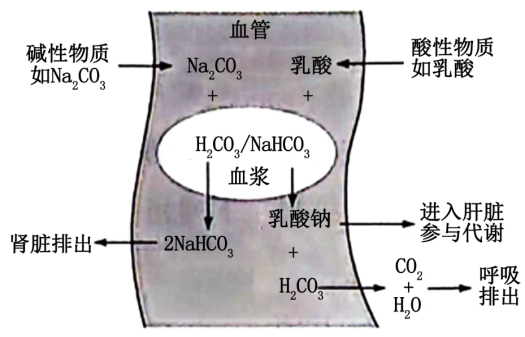 血管
碱性物质
如Na₂CO₃
Na₂CO₃
乳酸
酸性物质
如乳酸
+
+
H₂CO₃/NaHCO₃
血浆
乳酸钠
进入肝脏
参与代谢
肾脏排出
2NaHCO₃
+
H₂CO₃
CO₂
+
H₂O
呼吸
排出